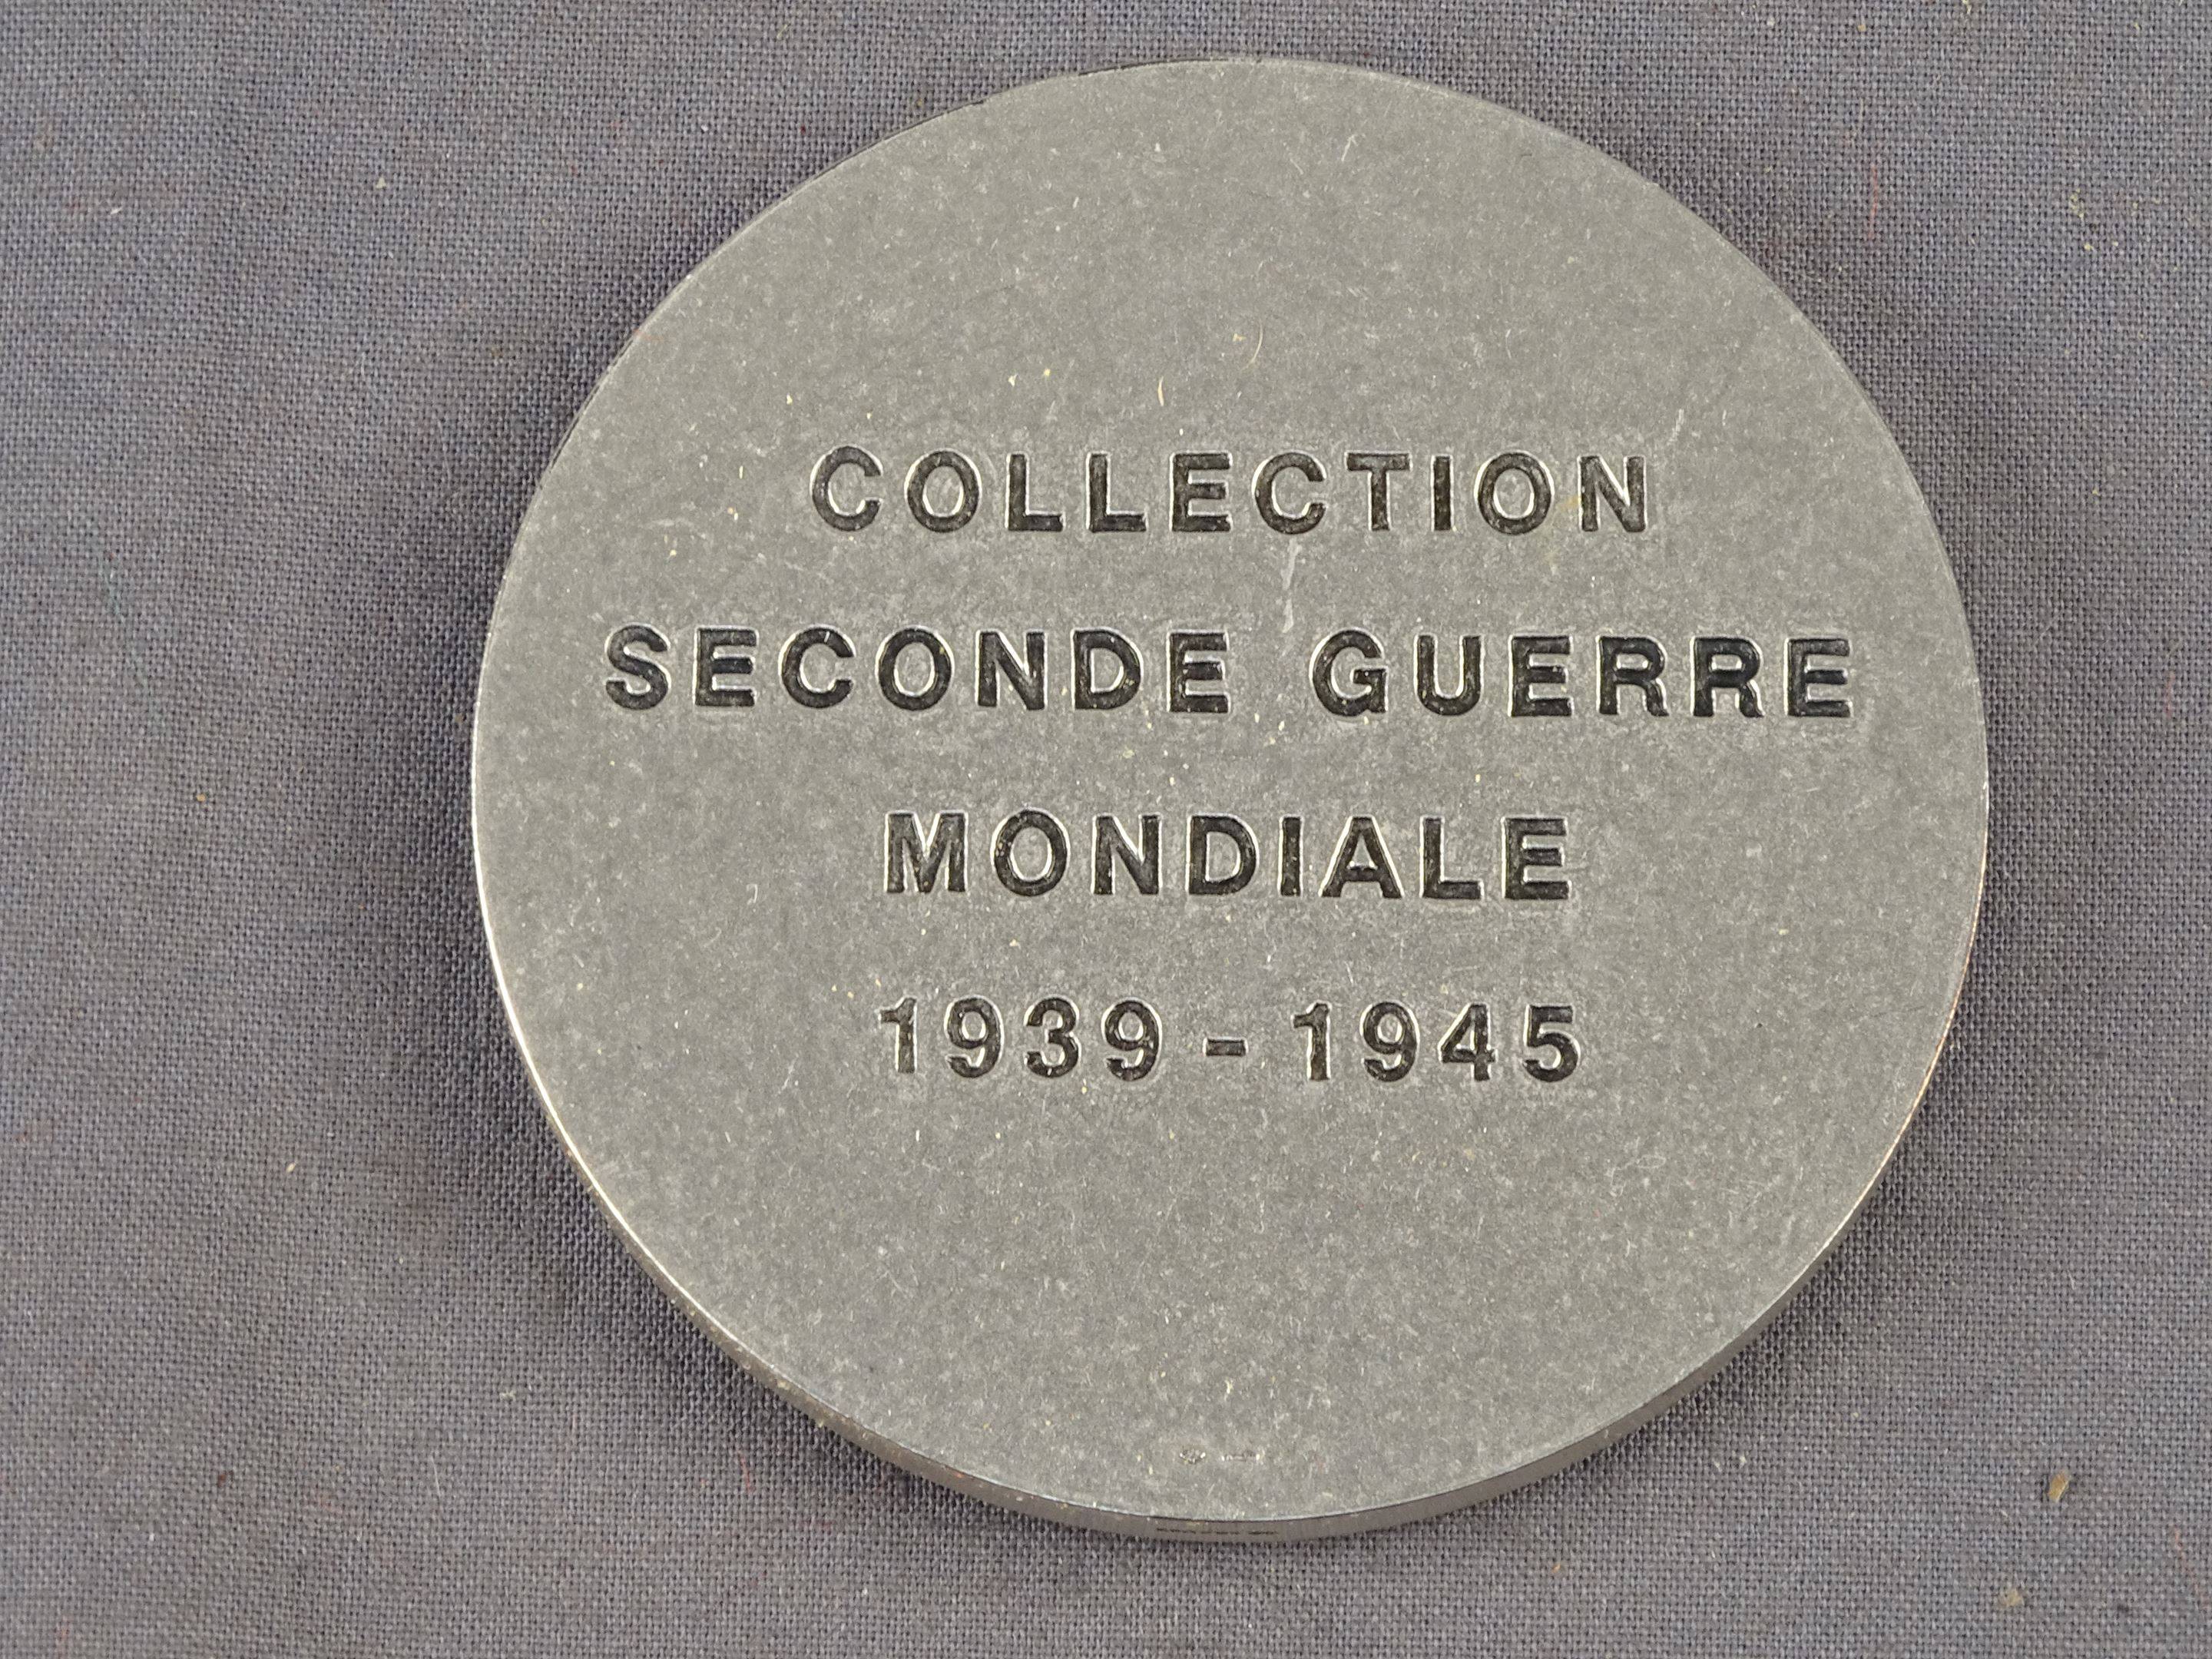 COLLECTION
SECONDE GUERRE
MONDIALE
1939 - 1945